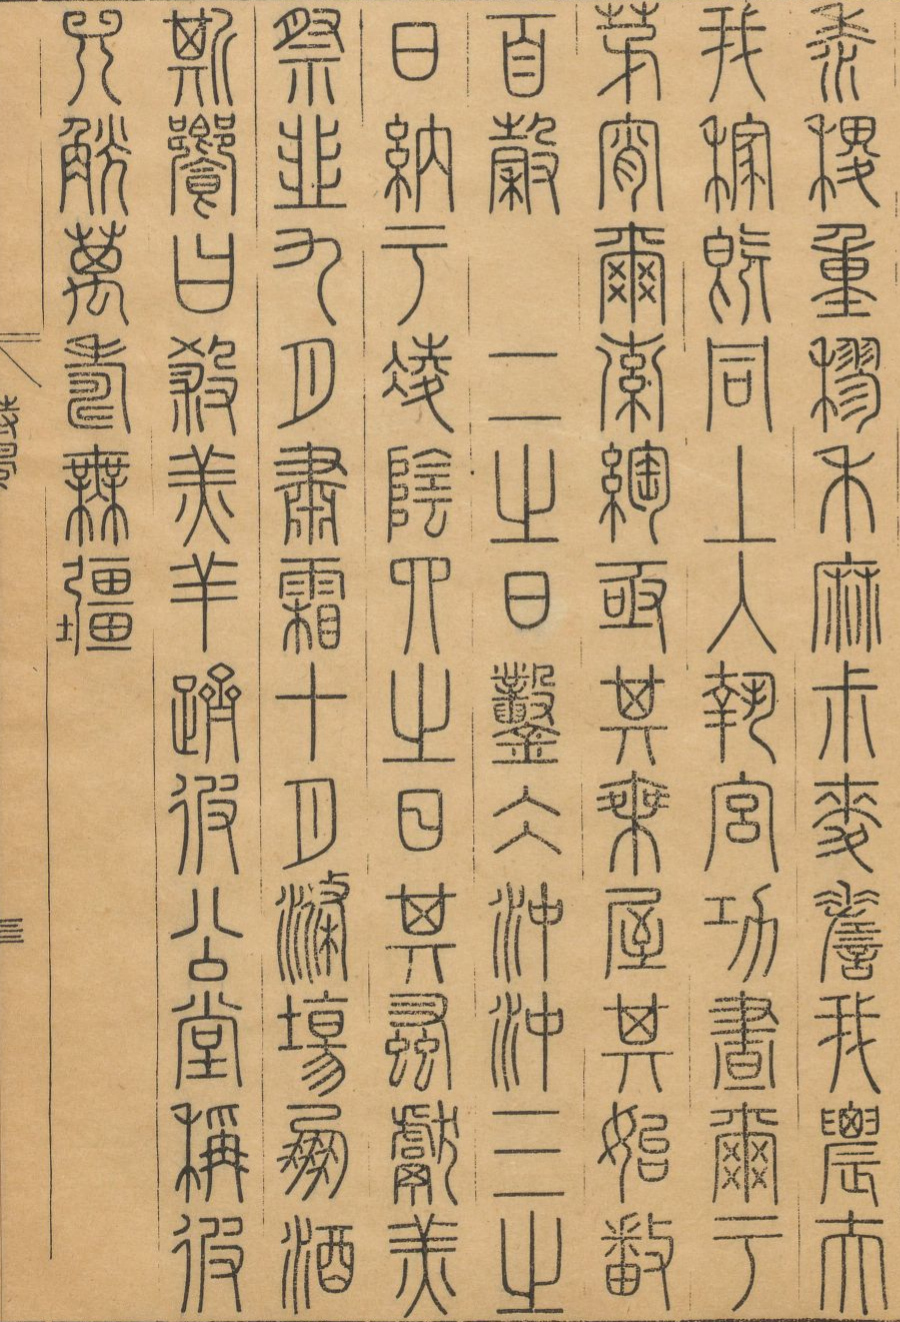 黍稷重穋禾麻尗麥嗟我農夫
我稼既同上入執宮功晝爾于
茅宵爾索綯亟其乘屋其始播
百穀 二之日鑿冰沖沖三之
日納于凌陰四之日其蚤獻羔
祭韭九月肅霜十月滌場朋酒
斯饗曰殺羔羊躋彼公堂稱彼
兕觥萬壽無疆